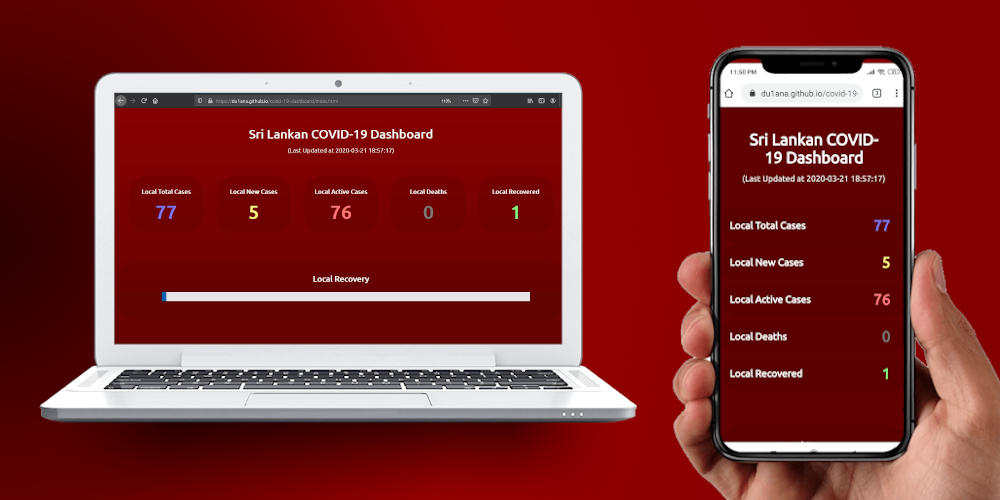 https://du1ana.github.io/covid-19-dashboard/main.html
110%
Sri Lankan COVID-19 Dashboard
(Last Updated at 2020-03-21 18:57:17)
Local Total Cases
77
Local New Cases
5
Local Active Cases
76
Local Deaths
0
Local Recovered
1
Local Recovery
11:50 PM
du1ana.github.io/covid-19-
3
Sri Lankan COVID-
19 Dashboard
(Last Updated at 2020-03-21 18:57:17)
Local Total Cases 77
Local New Cases 5
Local Active Cases 76
Local Deaths 0
Local Recovered 1